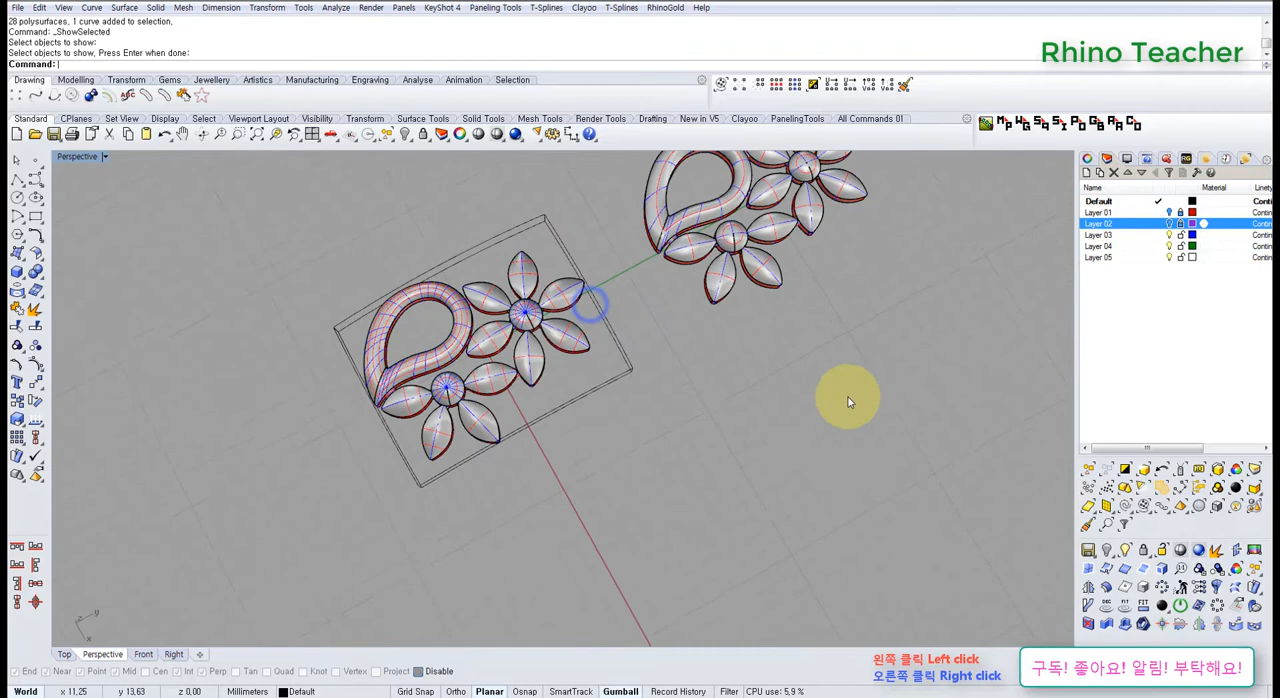 File Edit View Curve Surface Solid Mesh Dimension Transform Tools Analyze Render Panels KeyShot 4 Paneling Tools T-Splines Clayoo T-Splines RhinoGold Help
28 polysurfaces, 1 curve added to selection,
Command: _ShowSelected
Select objects to show:
Select objects to show, Press Enter when done:
Command:
Rhino Teacher
Drawing Modelling Transform Gems Jewellery Artistics Manufacturing Engraving Analyse Animation Selection
Standard CPlanes Set View Display Select Viewport Layout Visibility Transform Surface Tools Solid Tools Mesh Tools Render Tools Drafting New in V5 Clayoo PanelingTools All Commands 01
Perspective
Name Material Linety
Default Conti
Layer 01 Conti
Layer 02 Conti
Layer 03 Conti
Layer 04 Conti
Layer 05 Conti
z y
x
Top Perspective Front Right
End Near Point Mid Cen Int Perp Tan Quad Knot Vertex Project Disable
왼쪽 클릭 Left click
오른쪽 클릭 Right click
구독! 좋아요! 알림! 부탁해요!
World x 11,25 y 13,63 z 0,00 Millimeters Default Grid Snap Ortho Planar Osnap SmartTrack Gumball Record History Filter CPU use: 5,9 %